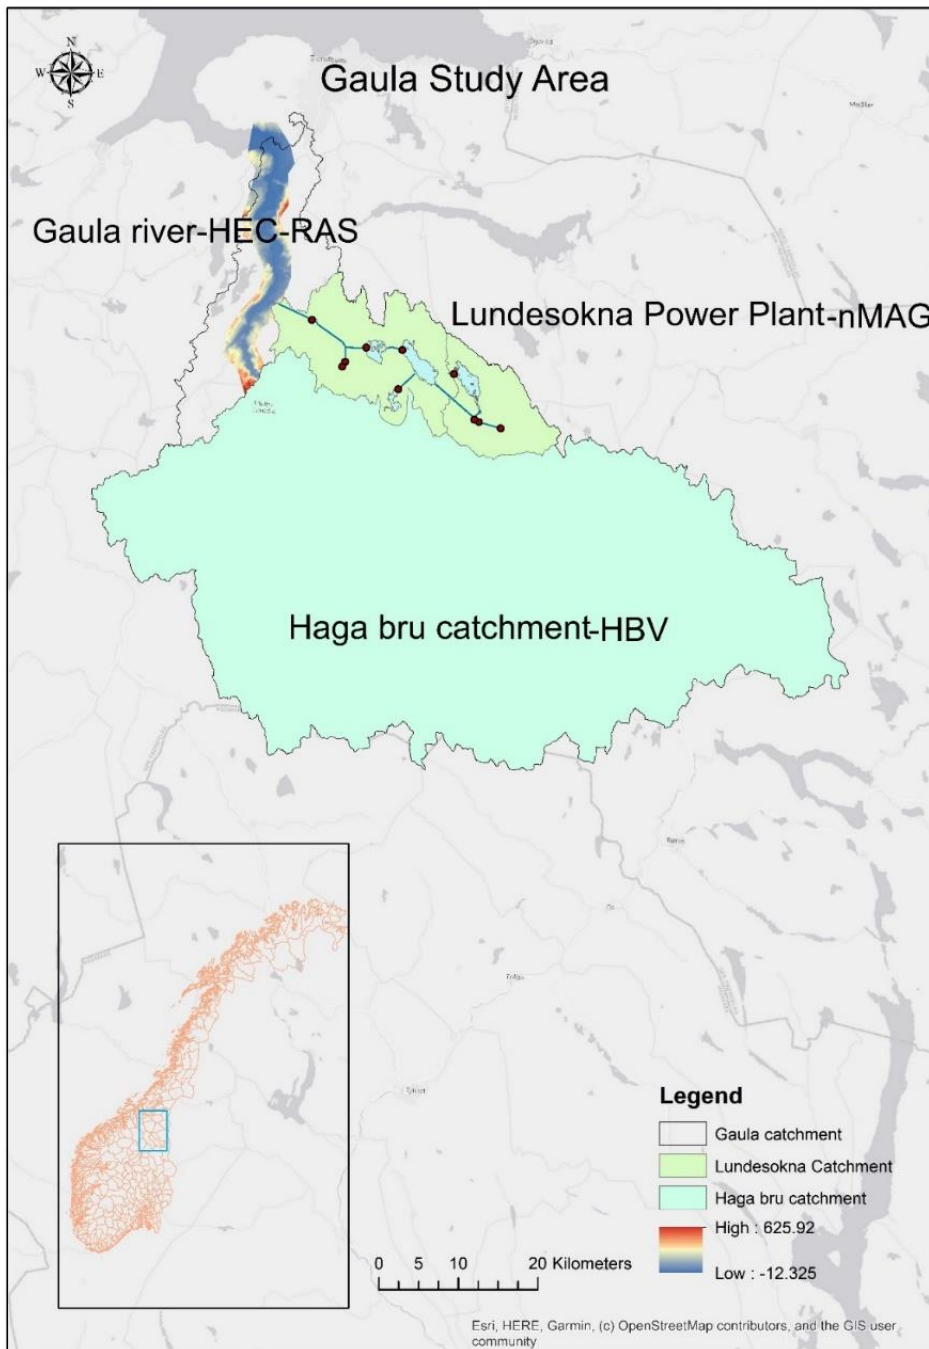 N
W E
S
Gaula Study Area
Gaula river-HEC-RAS
Lundesokna Power Plant-nMAG
Haga bru catchment-HBV
Røros
Tynset
Legend
Gaula catchment
Lundesokna Catchment
Haga bru catchment
High : 625.92
Low : -12.325
0 5 10 20 Kilometers
Esri, HERE, Garmin, (c) OpenStreetMap contributors, and the GIS user
community